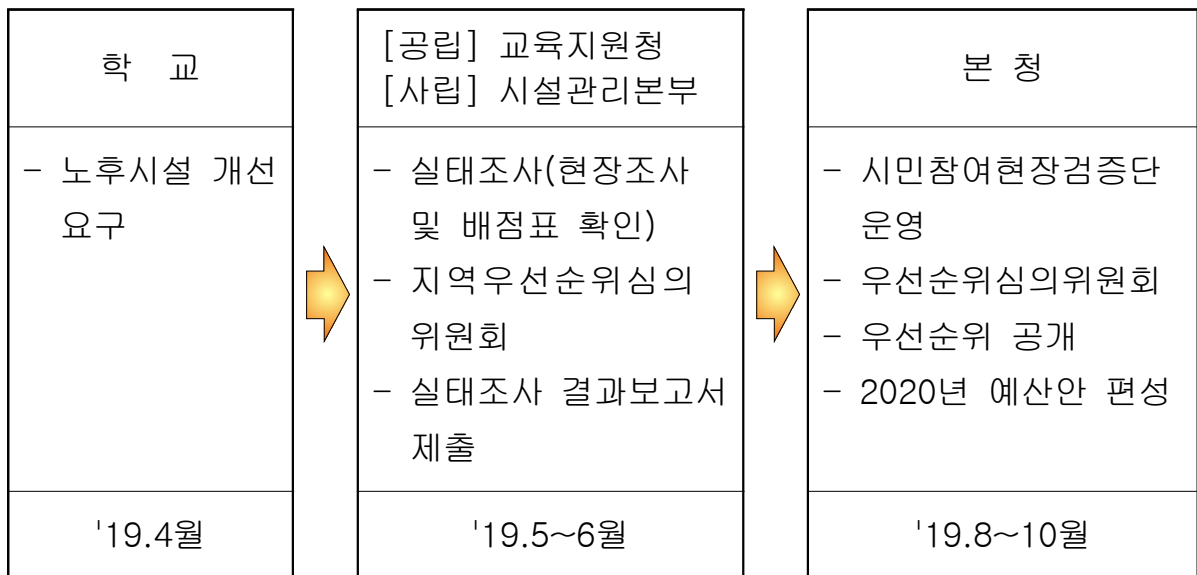 학 교
- 노후시설 개선
요구
'19.4월
[공립] 교육지원청
[사립] 시설관리본부
- 실태조사(현장조사
및 배점표 확인)
- 지역우선순위심의
위원회
- 실태조사 결과보고서
제출
'19.5~6월
본 청
- 시민참여현장검증단
운영
- 우선순위심의위원회
- 우선순위 공개
- 2020년 예산안 편성
'19.8~10월